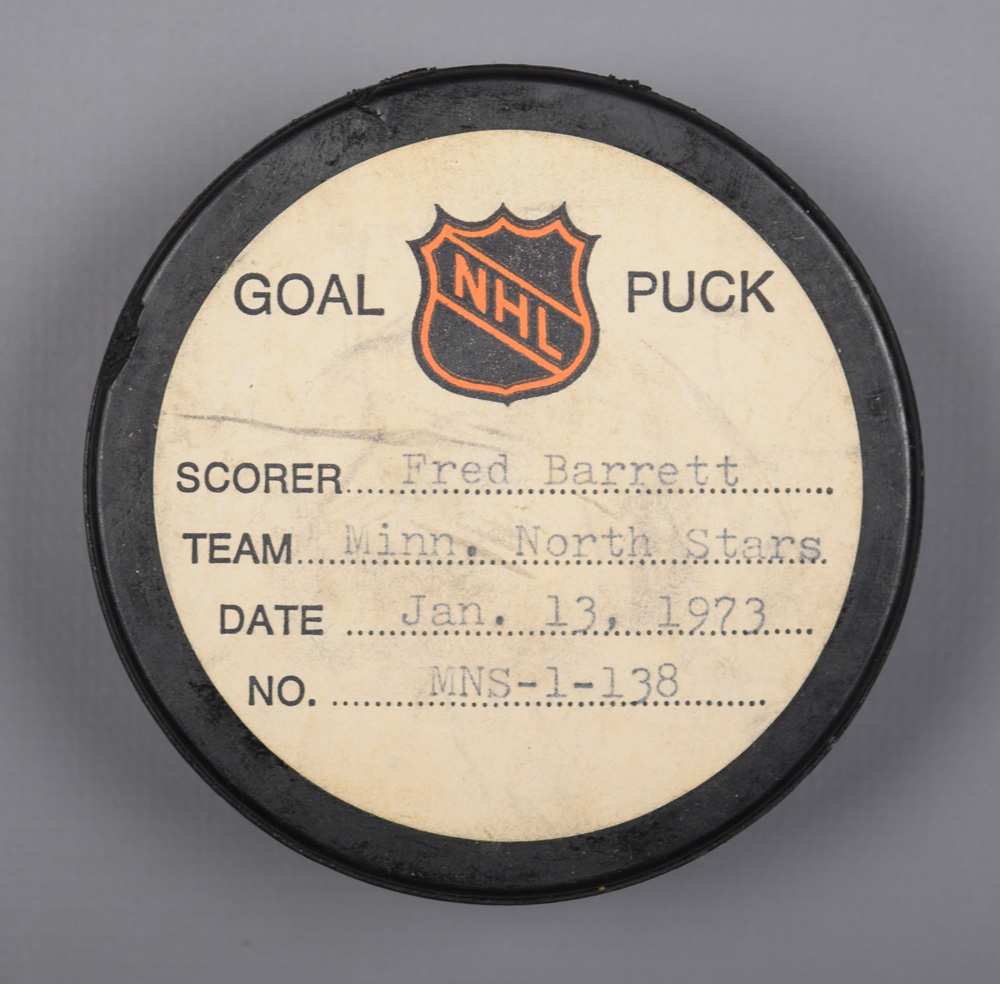 GOAL NHL PUCK
SCORER Fred Barrett
TEAM Minn. North Stars
DATE Jan. 13, 1973
NO. MNS-1-138